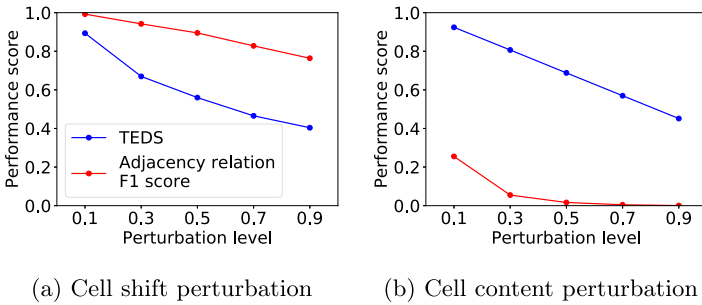 1.0
0.8
0.6
0.4
0.2
0.0
Performance score
TEDS
Adjacency relation
F1 score
0.1 0.3 0.5 0.7 0.9
Perturbation level
(a) Cell shift perturbation
1.0
0.8
0.6
0.4
0.2
0.0
Performance score
0.1 0.3 0.5 0.7 0.9
Perturbation level
(b) Cell content perturbation